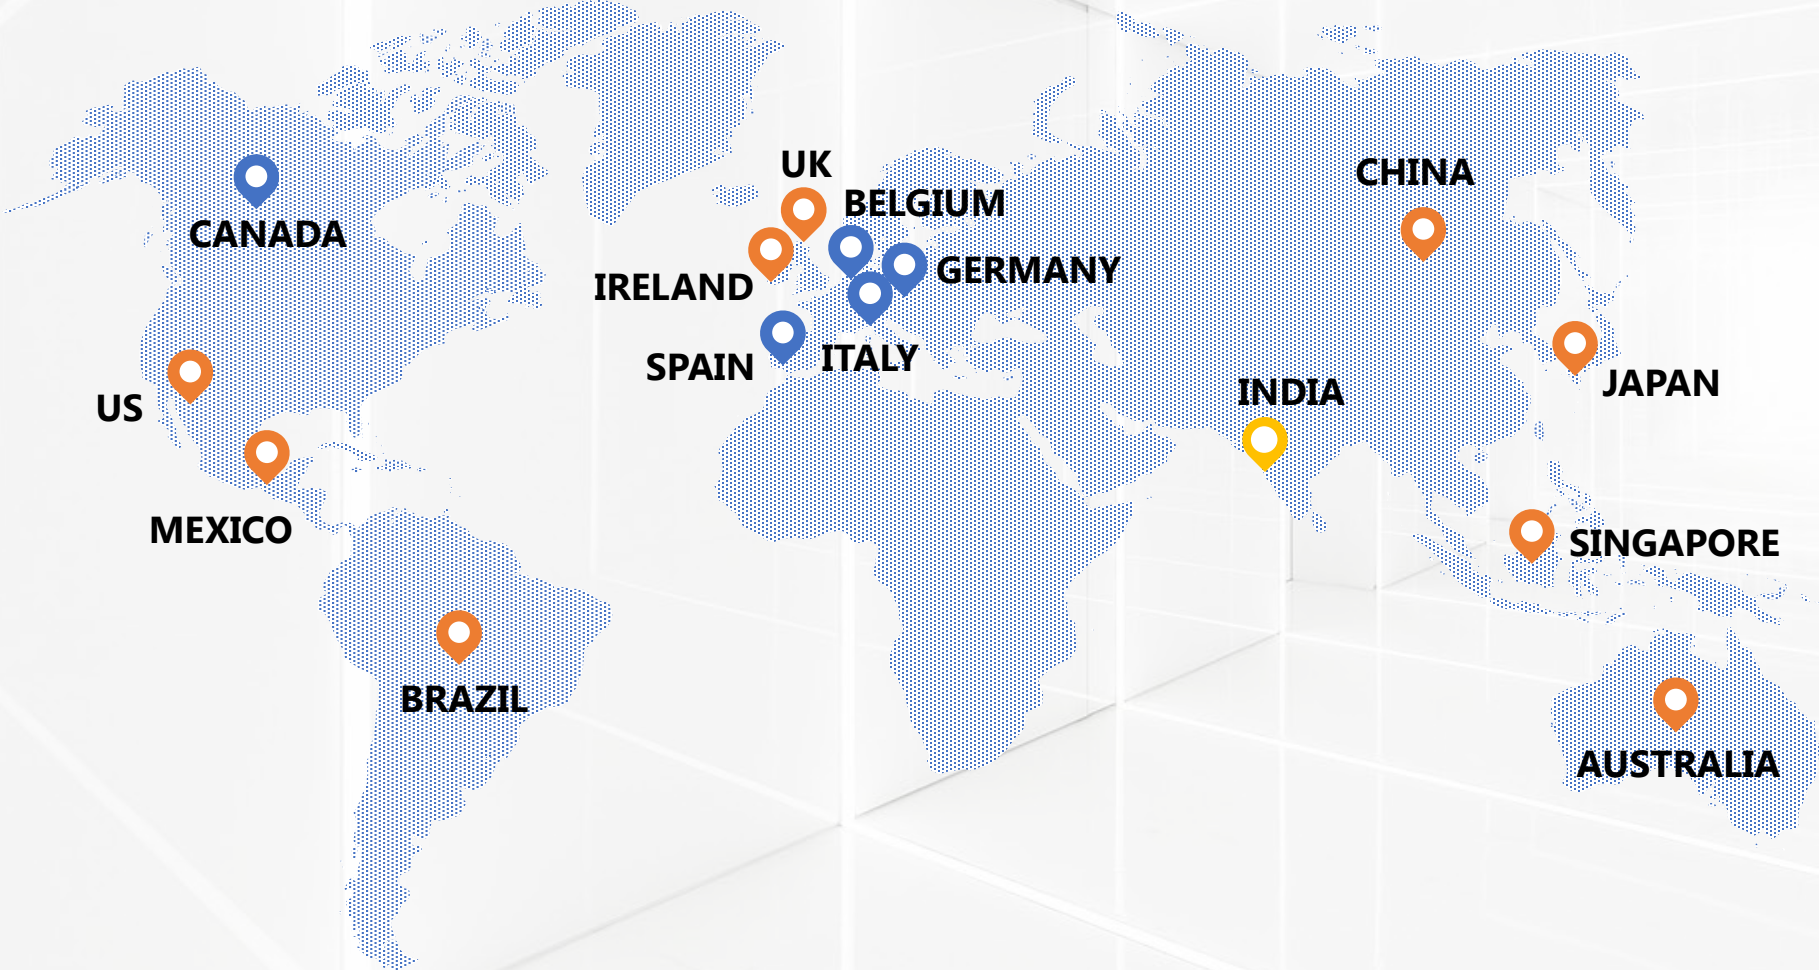 UK
CHINA
BELGIUM
CANADA
GERMANY
IRELAND
ITALY
SPAIN
JAPAN
INDIA
US
MEXICO
SINGAPORE
BRAZIL
AUSTRALIA